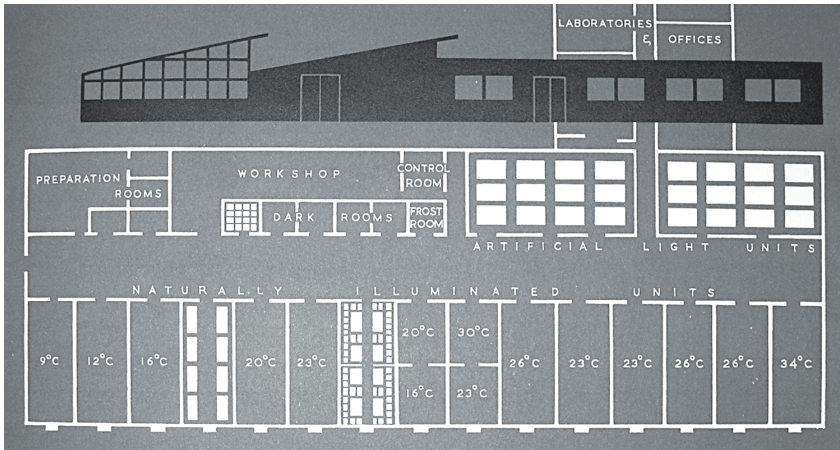 LABORATORIES
& OFFICES
PREPARATION
ROOMS
WORKSHOP
CONTROL
ROOM
DARK ROOMS
FROST
ROOM
ARTIFICIAL LIGHT UNITS
NATURALLY ILLUMINATED UNITS
20°C 30°C
9°C 12°C 16°C 20°C 23°C 26°C 23°C 23°C 26°C 26°C 34°C
16°C 23°C